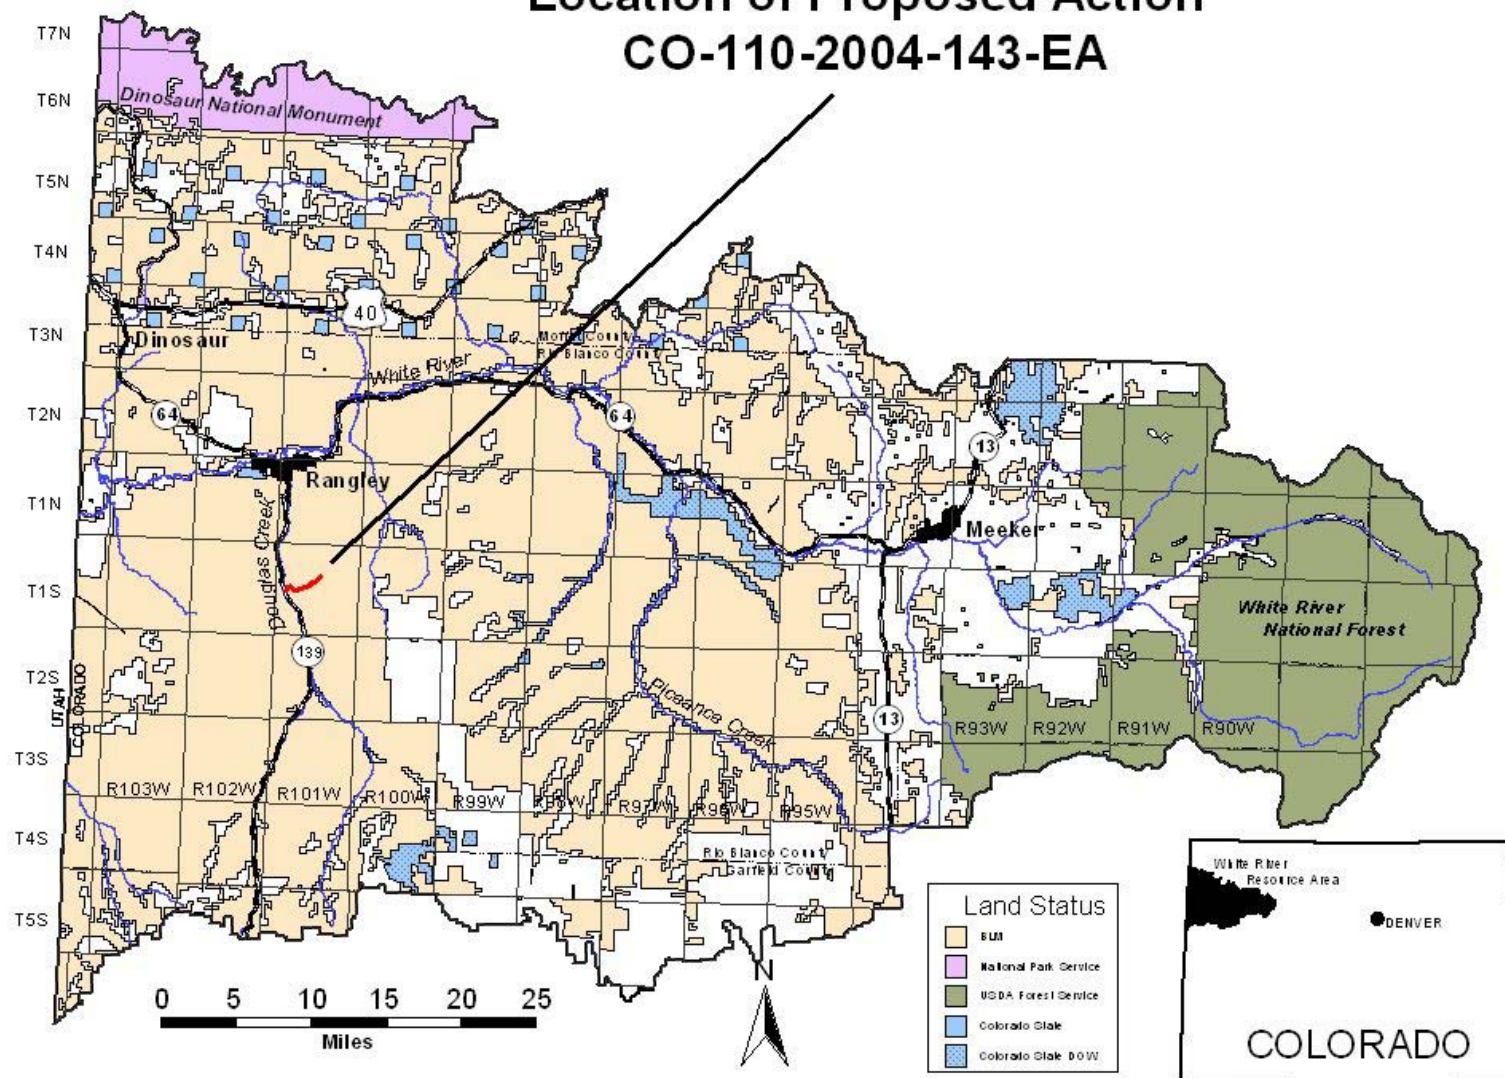 Location of Proposed Action
CO-110-2004-143-EA
T7N
T6N
T5N
T4N
T3N
T2N
T1N
T1S
T2S
T3S
T4S
T5S
Dinosaur National Monument
40
Dinosaur
Moffat County
Rio Blanco County
White River
64
64
13
Rangley
Meeker
Douglas Creek
139
White River
National Forest
UTAH
COLORADO
Piceance Creek
13
R93W
R92W
R91W
R90W
R103W
R102W
R101W
R100W
R99W
R98W
R97W
R96W
R95W
Rio Blanco County
Garfield County
0 5 10 15 20 25
Miles
N
Land Status
BLM
National Park Service
USDA Forest Service
Colorado State
Colorado State DOW
White River
Resource Area
DENVER
COLORADO